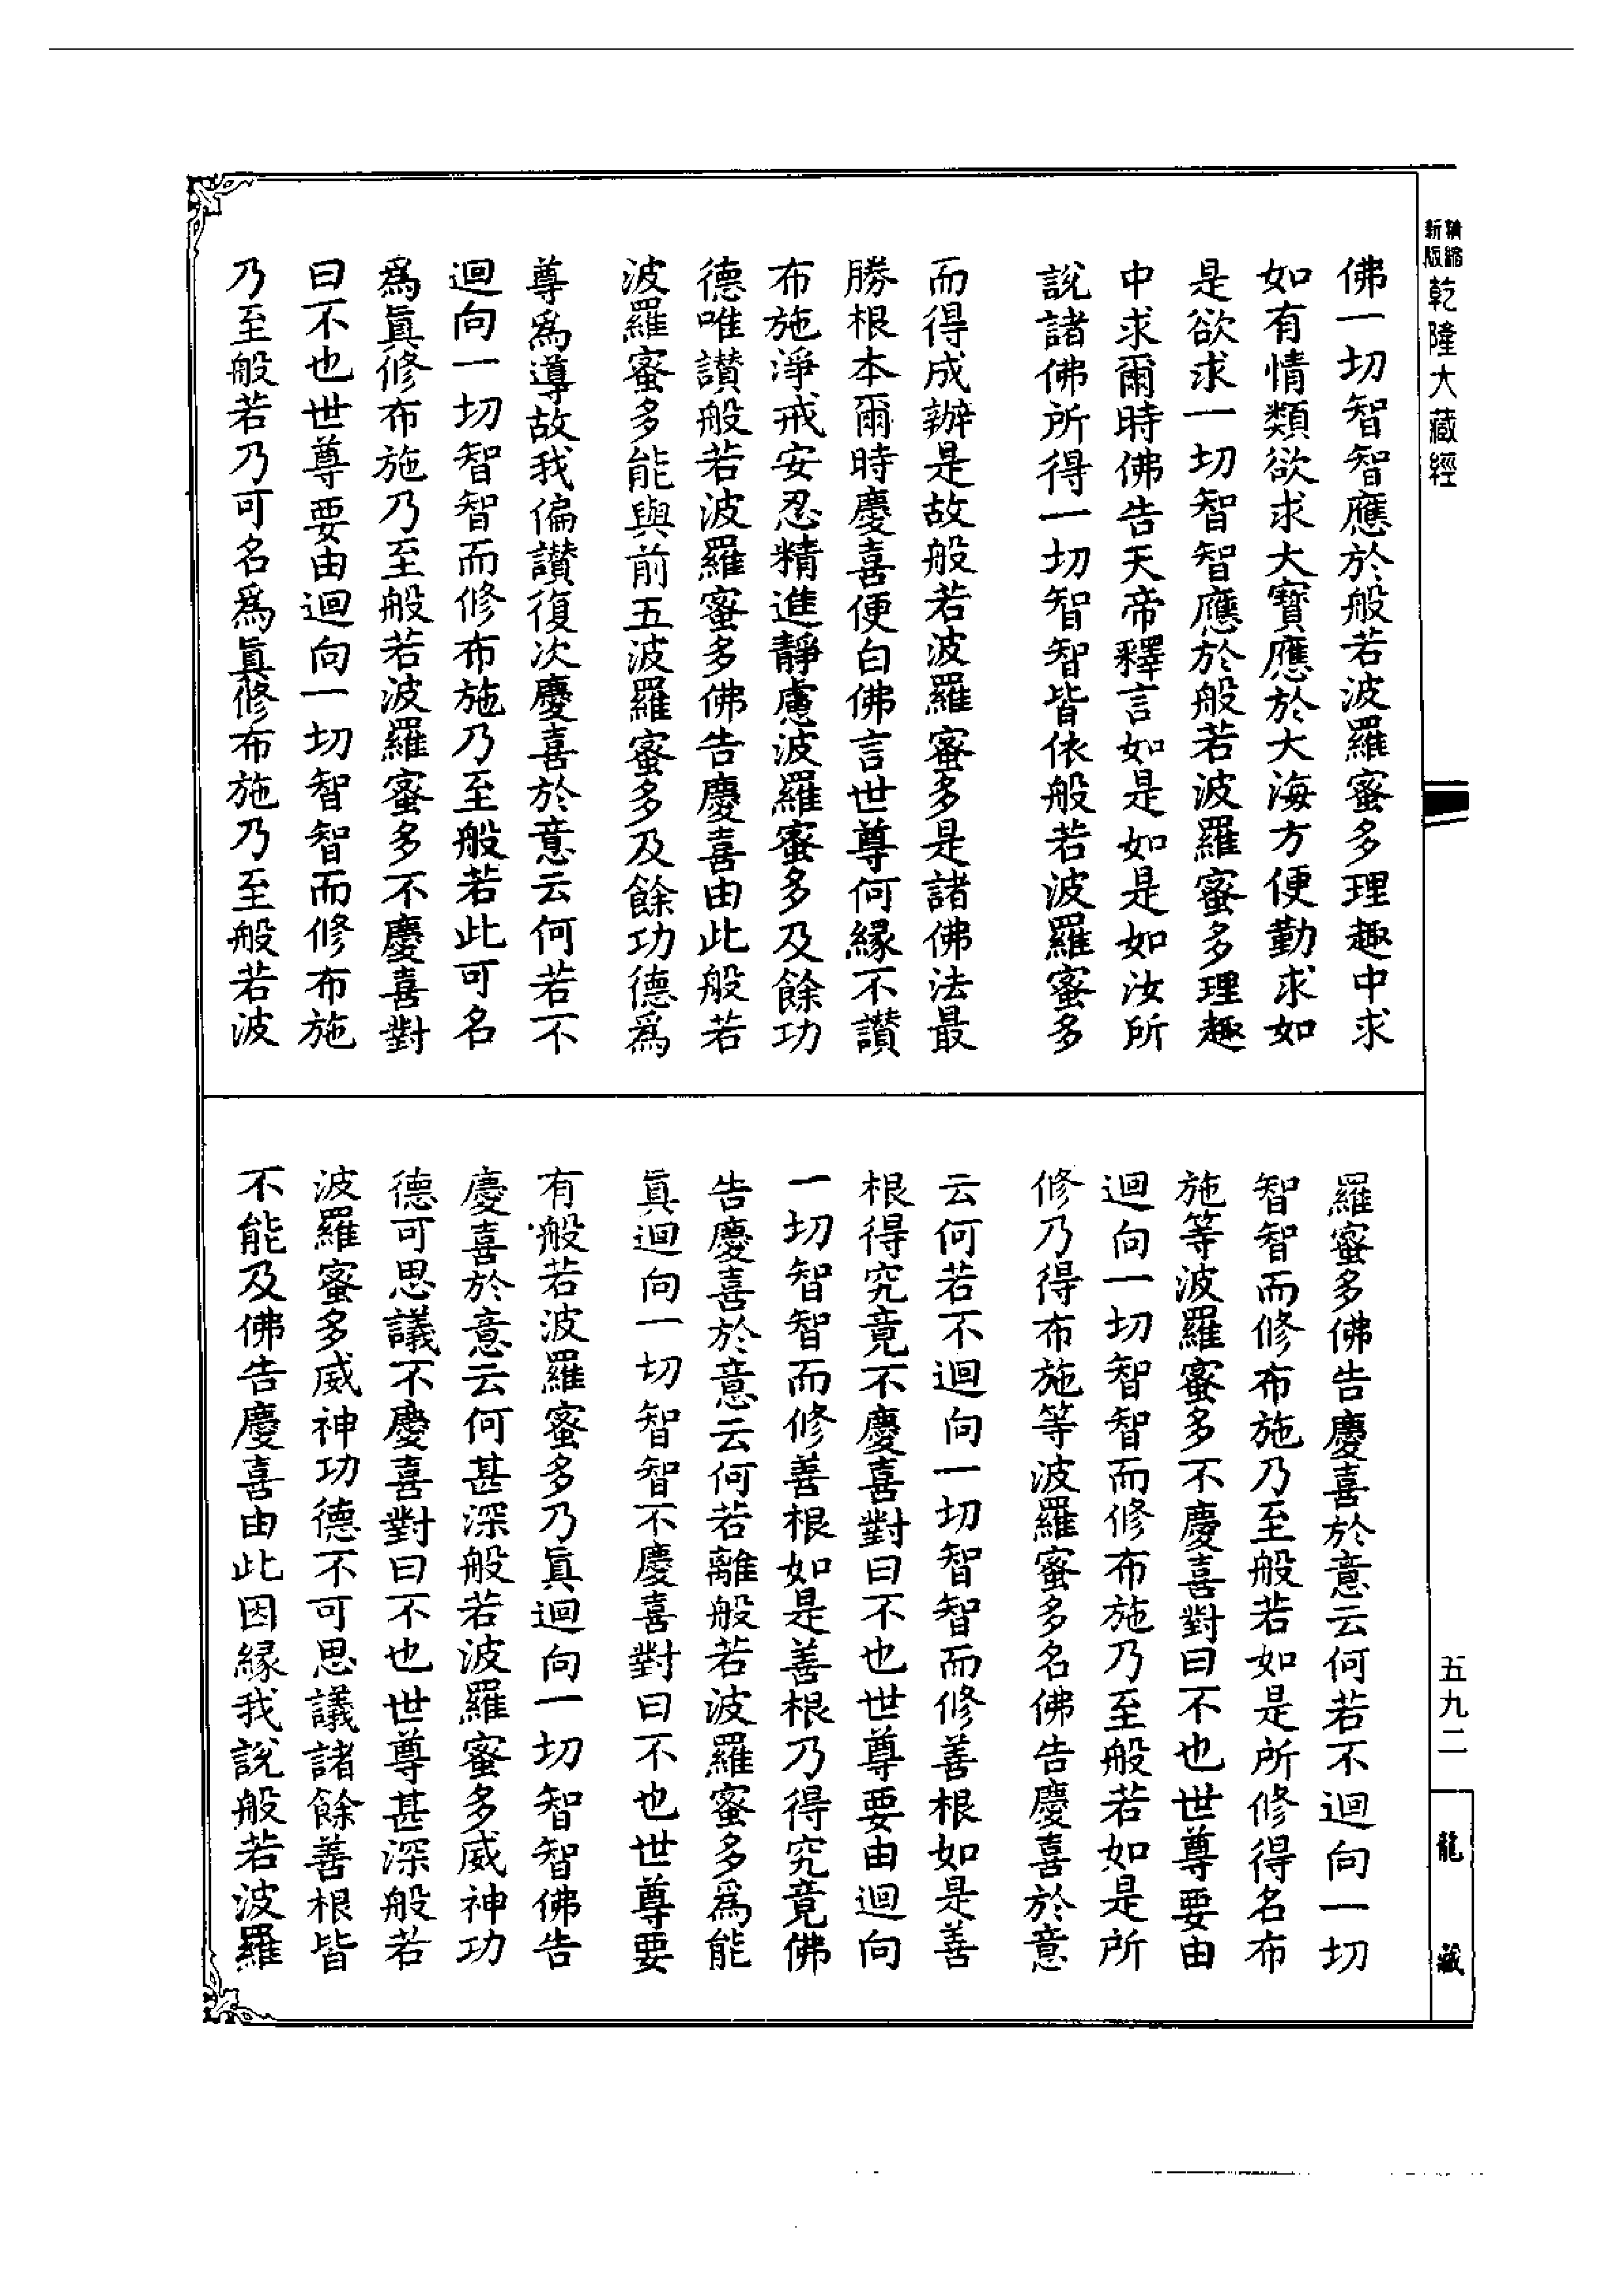 精縮新版乾隆大藏經
佛一切智智應於般若波羅蜜多理趣中求
如有情類欲求大寶應於大海方便勤求如
是欲求一切智智應於般若波羅蜜多理趣
中求爾時佛告天帝釋言如是如是如汝所
說諸佛所得一切智智皆依般若波羅蜜多
而得成辦是故般若波羅蜜多是諸佛法最
勝根本爾時慶喜便白佛言世尊何緣不讚
布施淨戒安忍精進靜慮波羅蜜多及餘功
德唯讚般若波羅蜜多佛告慶喜由此般若
波羅蜜多能與前五波羅蜜多及餘功德爲
尊爲導故我偏讚復次慶喜於意云何若不
迴向一切智智而修布施乃至般若此可名
爲眞修布施乃至般若波羅蜜多不慶喜對
曰不也世尊要由迴向一切智智而修布施
乃至般若乃可名爲眞修布施乃至般若波
羅蜜多佛告慶喜於意云何若不迴向一切
智智而修布施乃至般若如是所修得名布
施等波羅蜜多不慶喜對曰不也世尊要由
迴向一切智智而修布施乃至般若如是所
修乃得布施等波羅蜜多名佛告慶喜於意
云何若不迴向一切智智而修善根如是善
根得究竟不慶喜對曰不也世尊要由迴向
一切智智而修善根如是善根乃得究竟佛
告慶喜於意云何若離般若波羅蜜多爲能
眞迴向一切智智不慶喜對曰不也世尊要
有般若波羅蜜多乃眞迴向一切智智佛告
慶喜於意云何甚深般若波羅蜜多威神功
德可思議不慶喜對曰不也世尊甚深般若
波羅蜜多威神功德不可思議諸餘善根皆
不能及佛告慶喜由此因緣我說般若波羅
五九二
龍藏